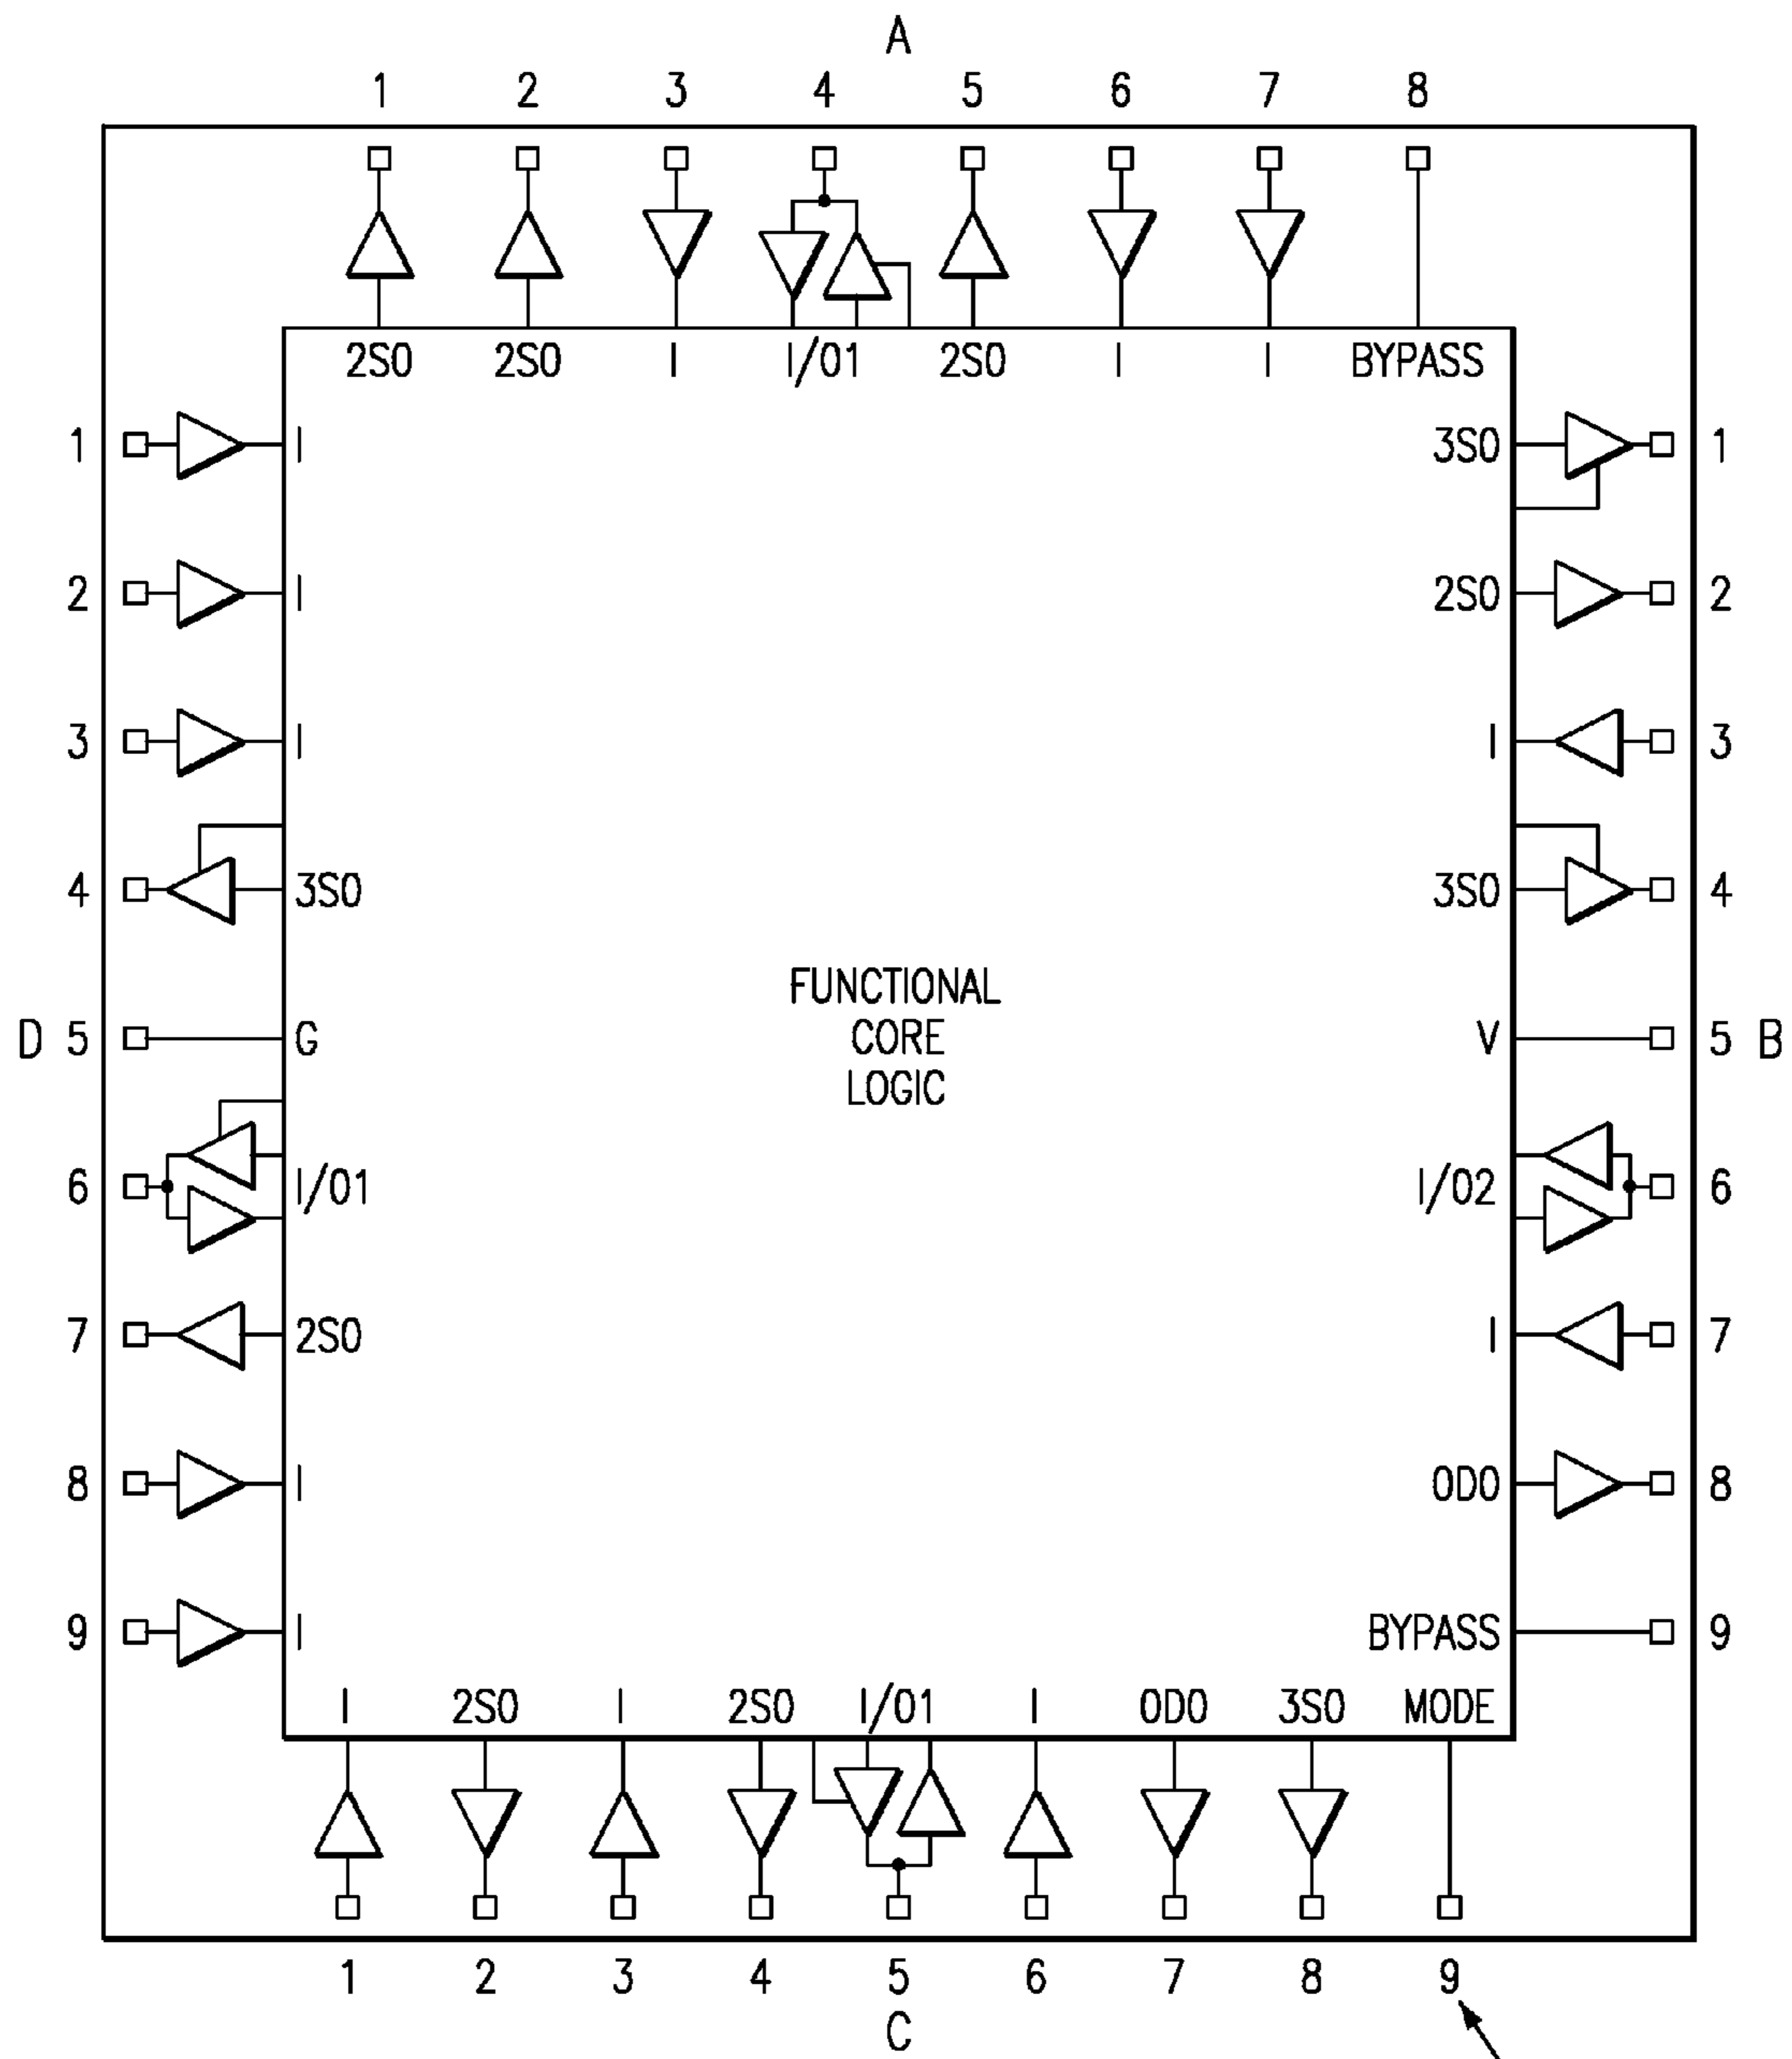 A
1 2 3 4 5 6 7 8
2SO 2SO I I/O1 2SO I I BYPASS
1 I 3SO 1
2 I 2SO 2
3 I I 3
4 3SO 3SO 4
FUNCTIONAL
CORE
LOGIC
D 5 G V 5 B
6 I/O1 I/O2 6
7 2SO I 7
8 I ODO 8
9 I BYPASS 9
I 2SO I 2SO I/O1 I ODO 3SO MODE
1 2 3 4 5 6 7 8 9
C